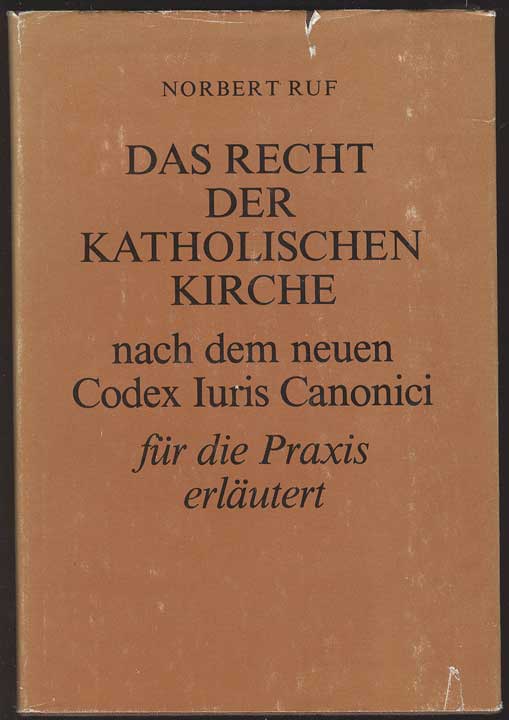 NORBERT RUF
DAS RECHT
DER
KATHOLISCHEN
KIRCHE
nach dem neuen
Codex Iuris Canonici
für die Praxis
erläutert